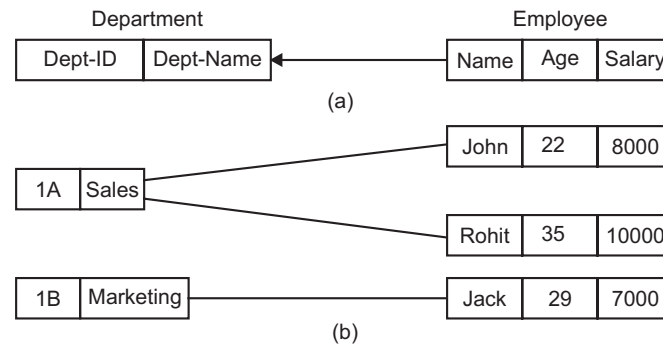 Department Employee
Dept-ID Dept-Name Name Age Salary
(a)
John 22 8000
1A Sales
Rohit 35 10000
1B Marketing Jack 29 7000
(b)